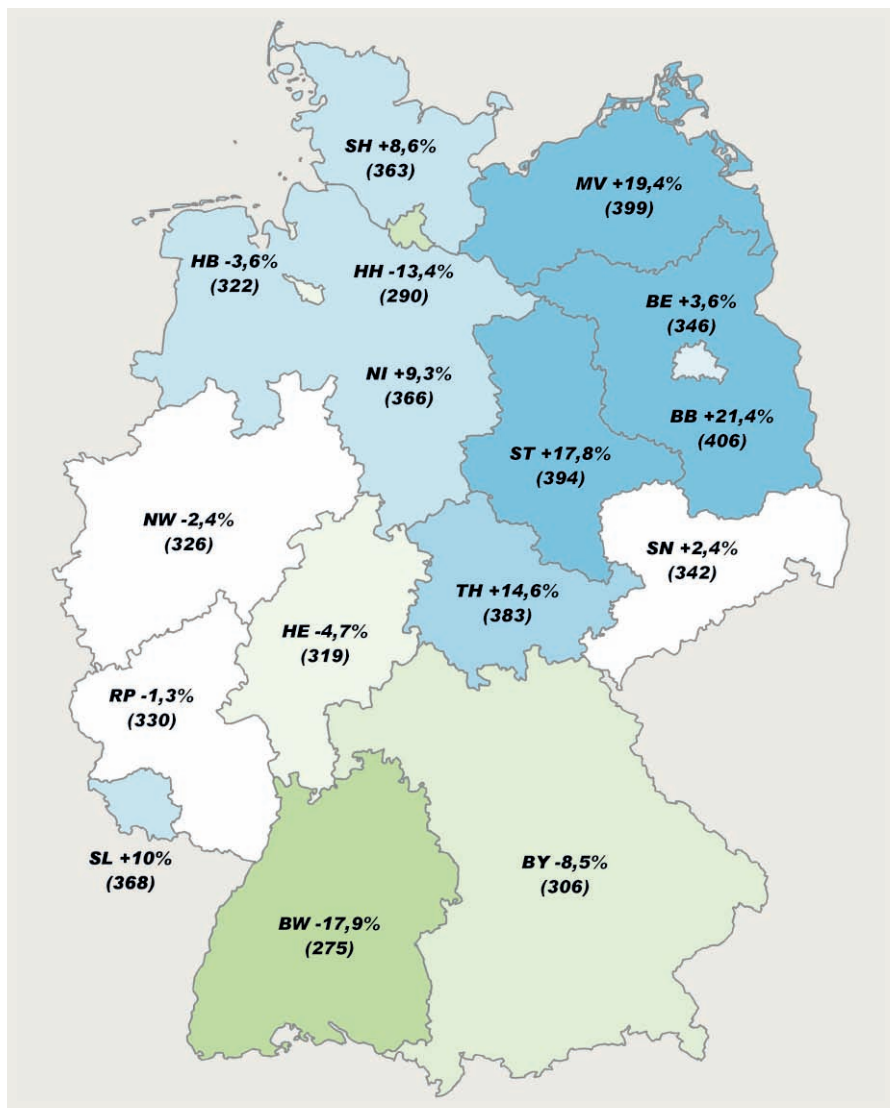 SH +8,6%
(363)
MV +19,4%
(399)
HB -3,6%
(322)
HH -13,4%
(290)
BE +3,6%
(346)
NI +9,3%
(366)
BB +21,4%
(406)
ST +17,8%
(394)
NW -2,4%
(326)
SN +2,4%
(342)
TH +14,6%
(383)
HE -4,7%
(319)
RP -1,3%
(330)
SL +10%
(368)
BY -8,5%
(306)
BW -17,9%
(275)